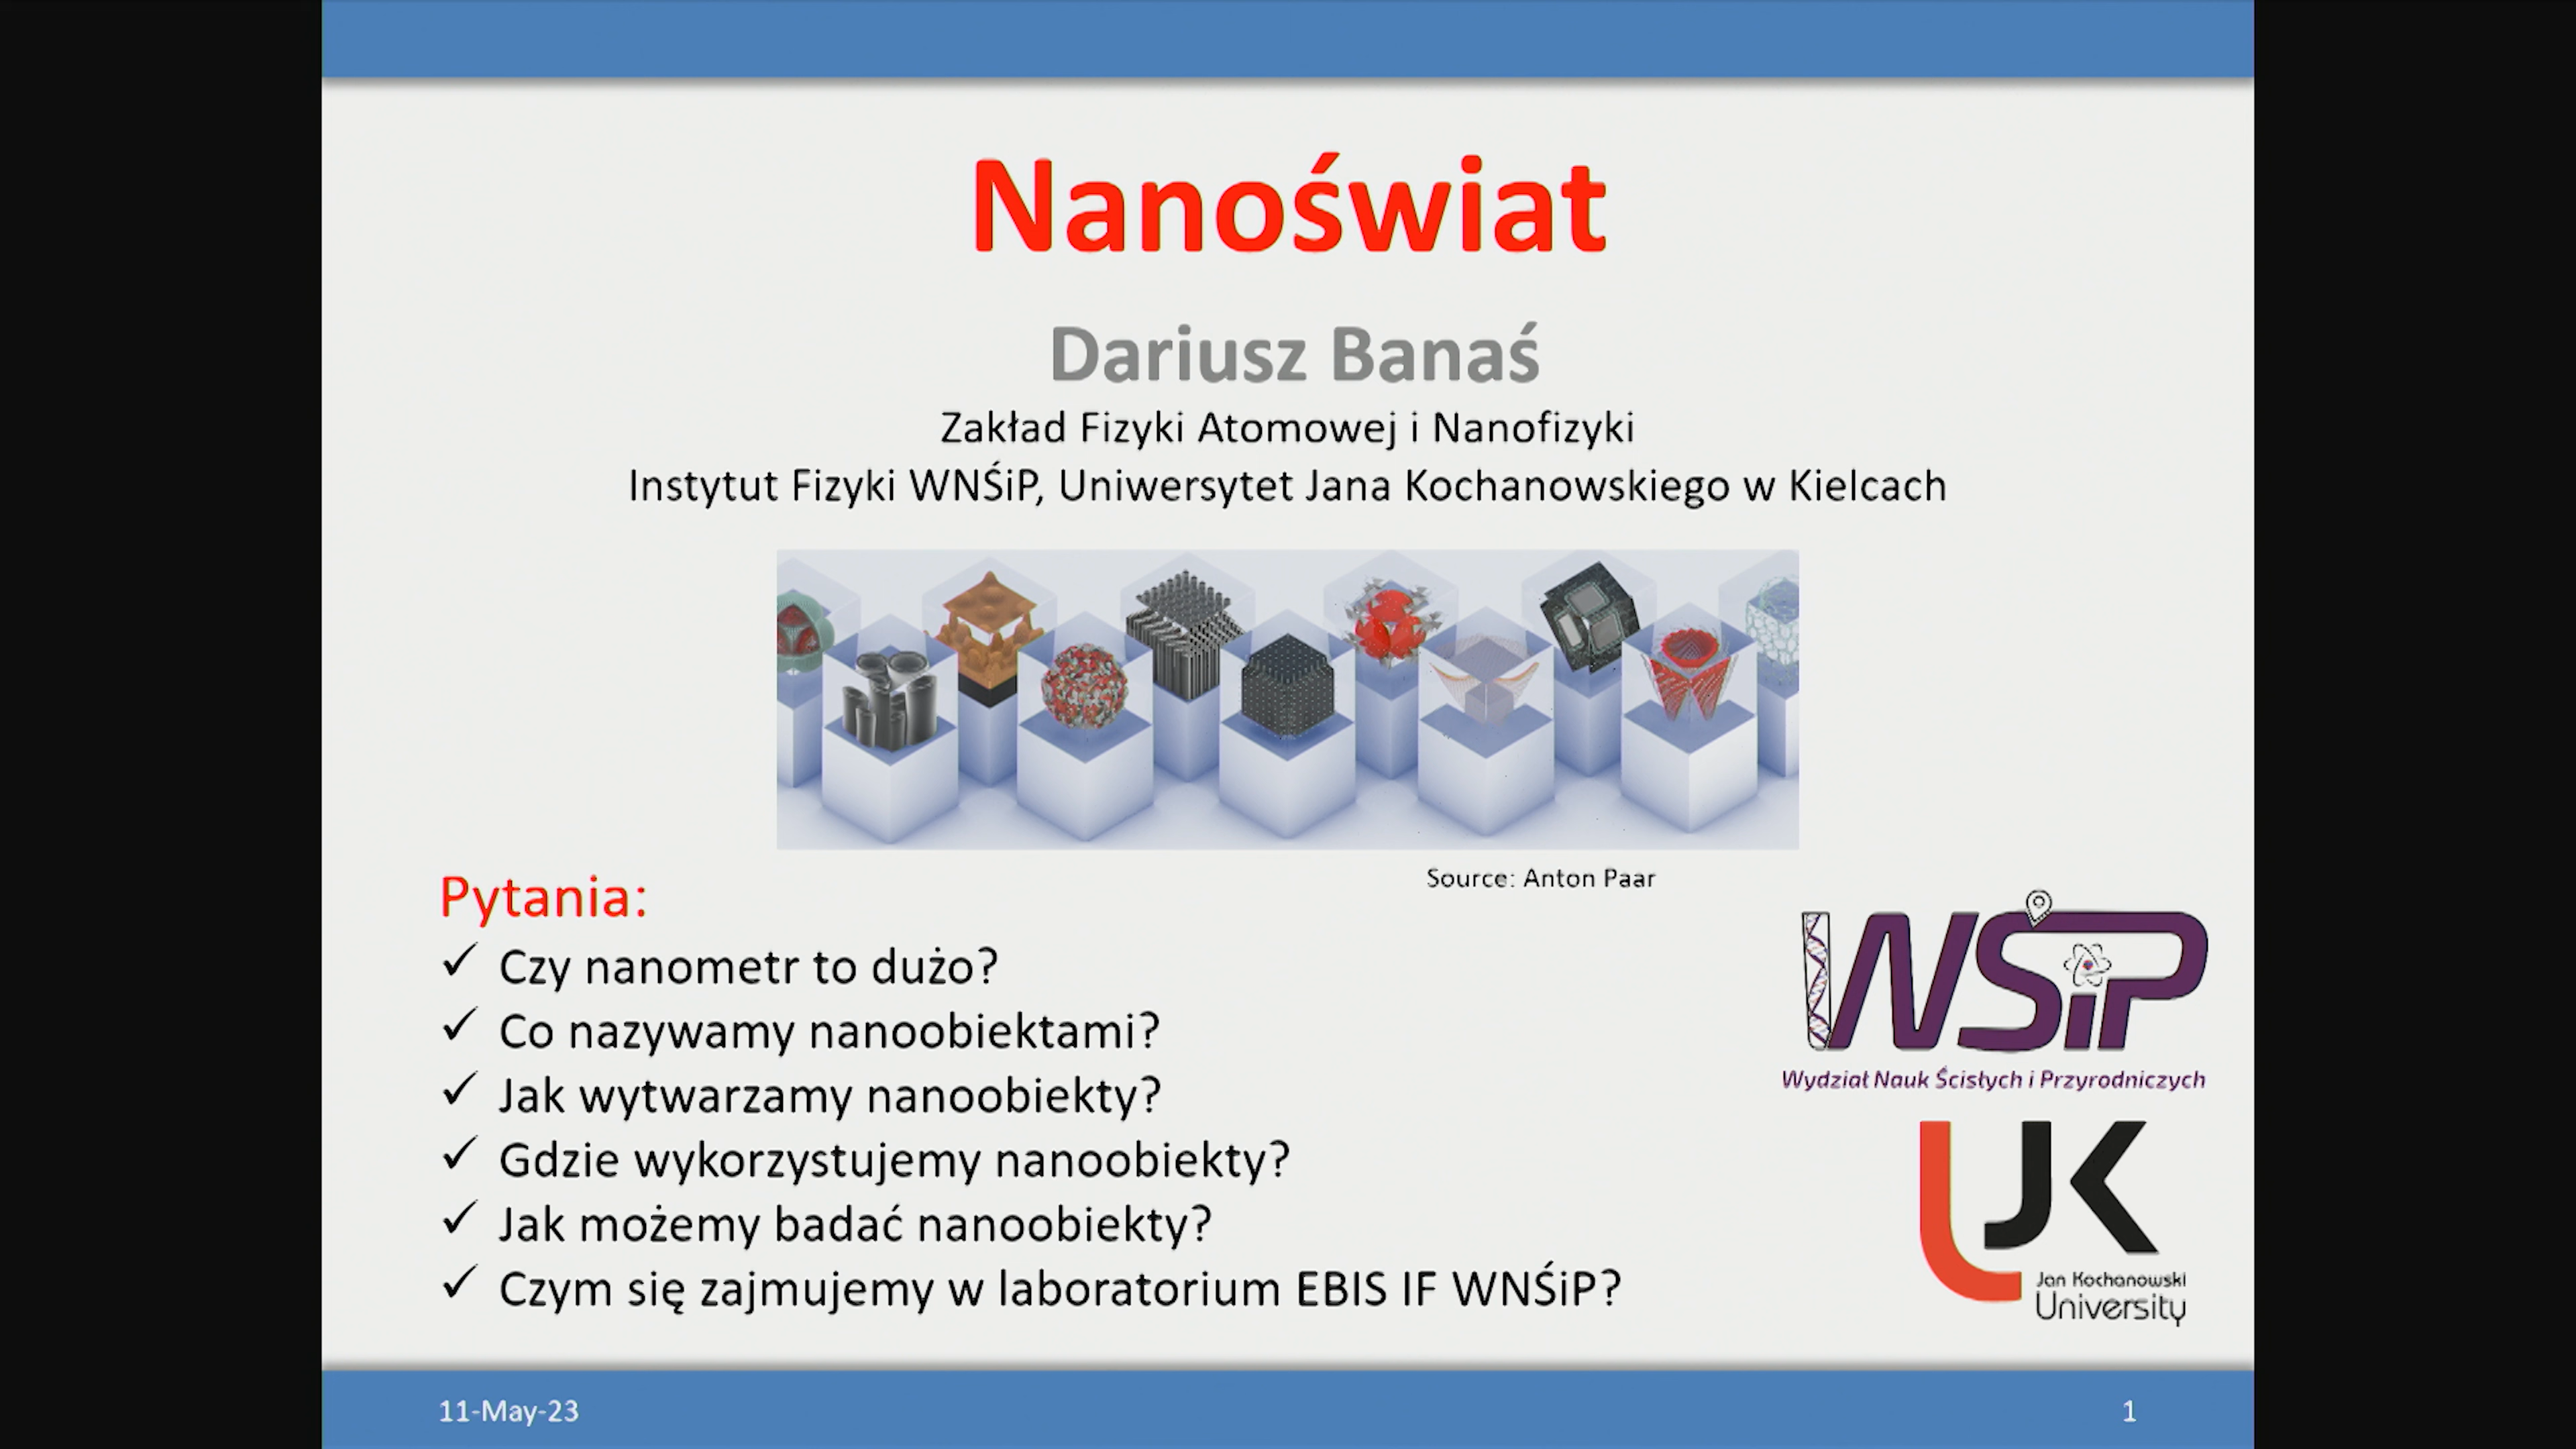 Nanoświat
Dariusz Banaś
Zakład Fizyki Atomowej i Nanofizyki
Instytut Fizyki WNŚiP, Uniwersytet Jana Kochanowskiego w Kielcach
Source: Anton Paar
Pytania:
✓ Czy nanometr to dużo?
✓ Co nazywamy nanoobiektami?
✓ Jak wytwarzamy nanoobiekty?
✓ Gdzie wykorzystujemy nanoobiekty?
✓ Jak możemy badać nanoobiekty?
✓ Czym się zajmujemy w laboratorium EBIS IF WNŚiP?
WNSiP
Wydział Nauk Ścisłych i Przyrodniczych
UJK
Jan Kochanowski
University
11-May-23
1